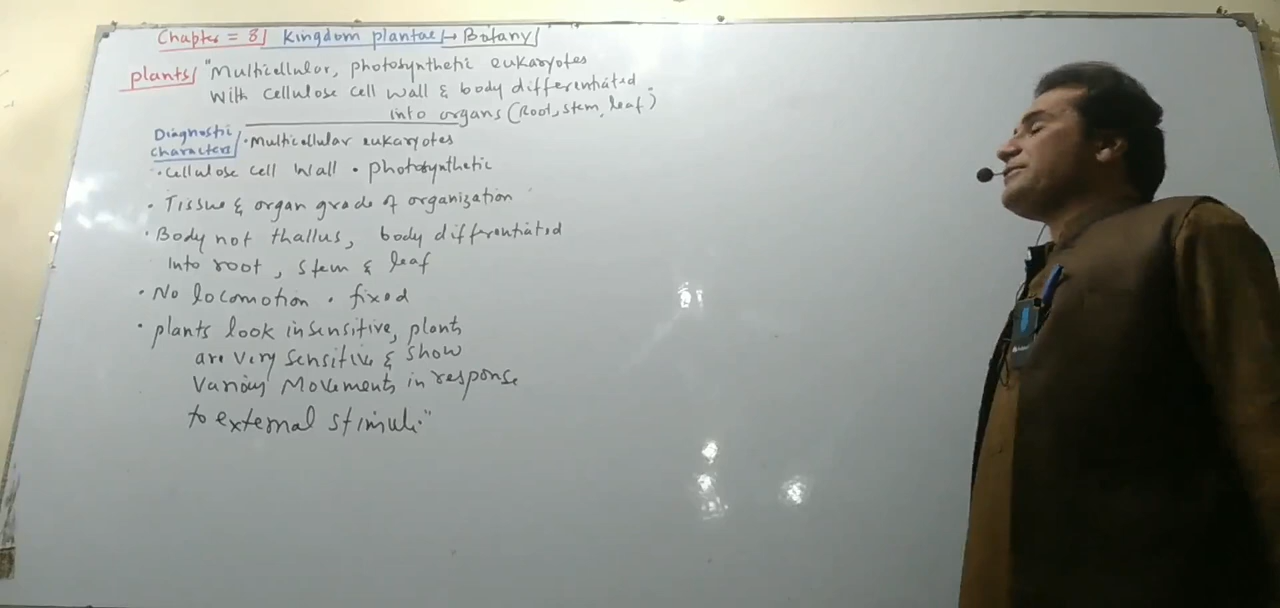 Chapter = 8/ Kingdom plantae/→ Botany/
plants/ "Multicellular, photosynthetic eukaryotes
With cellulose cell wall & body differentiated
into organs (Root, stem, leaf)"
Diagnostic characters/ • Multicellular eukaryotes
• Cellulose cell wall • photosynthetic
• Tissue & organ grade of organization
• Body not thallus, body differentiated
into root, stem & leaf
• No locomotion • fixed
• plants look insensitive, plants
are very sensitive & show
Various Movements in response
to external stimuli"